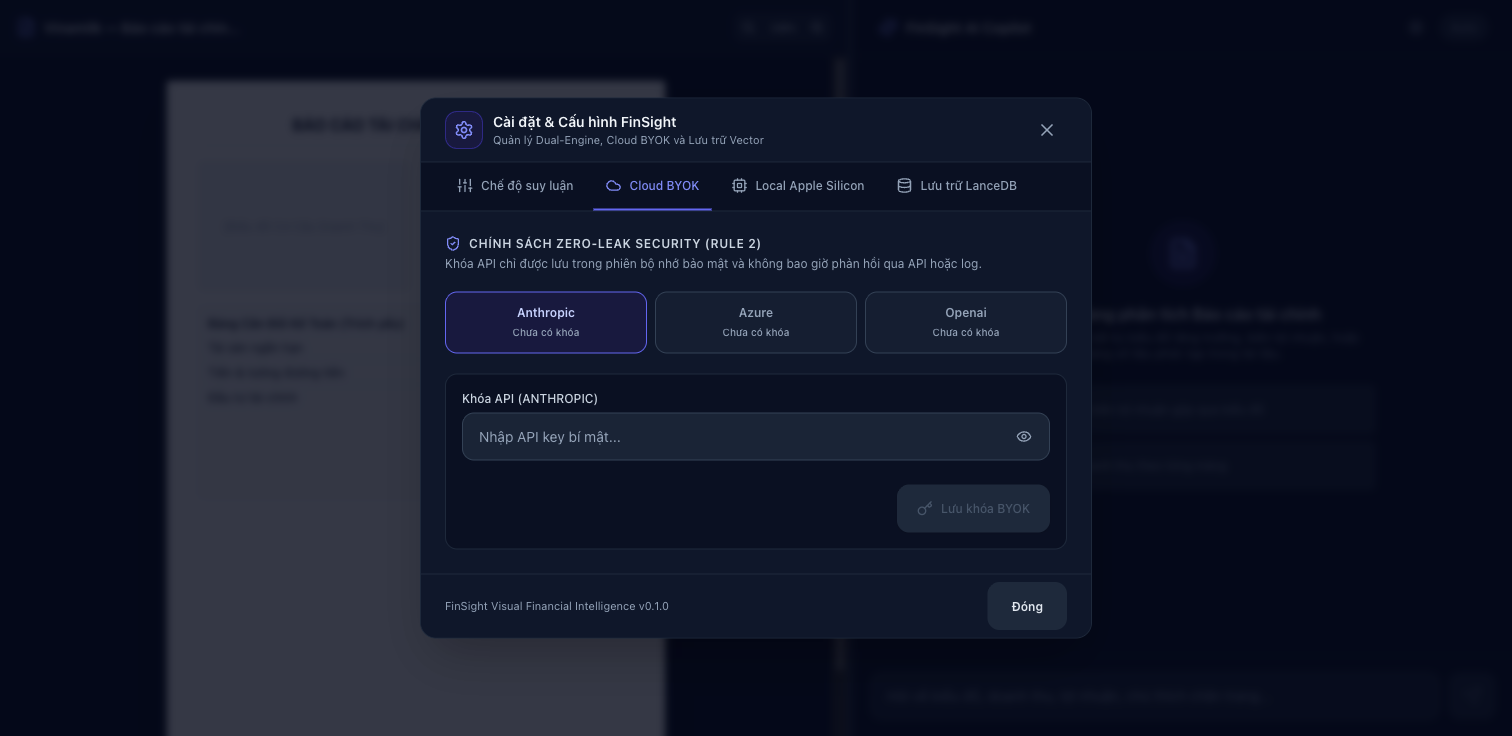 Cài đặt & Cấu hình FinSight
Quản lý Dual-Engine, Cloud BYOK và Lưu trữ Vector
Chế độ suy luận
Cloud BYOK
Local Apple Silicon
Lưu trữ LanceDB
CHÍNH SÁCH ZERO-LEAK SECURITY (RULE 2)
Khóa API chỉ được lưu trong phiên bộ nhớ bảo mật và không bao giờ phản hồi qua API hoặc log.
Anthropic
Chưa có khóa
Azure
Chưa có khóa
Openai
Chưa có khóa
Khóa API (ANTHROPIC)
Nhập API key bí mật...
Lưu khóa BYOK
FinSight Visual Financial Intelligence v0.1.0
Đóng